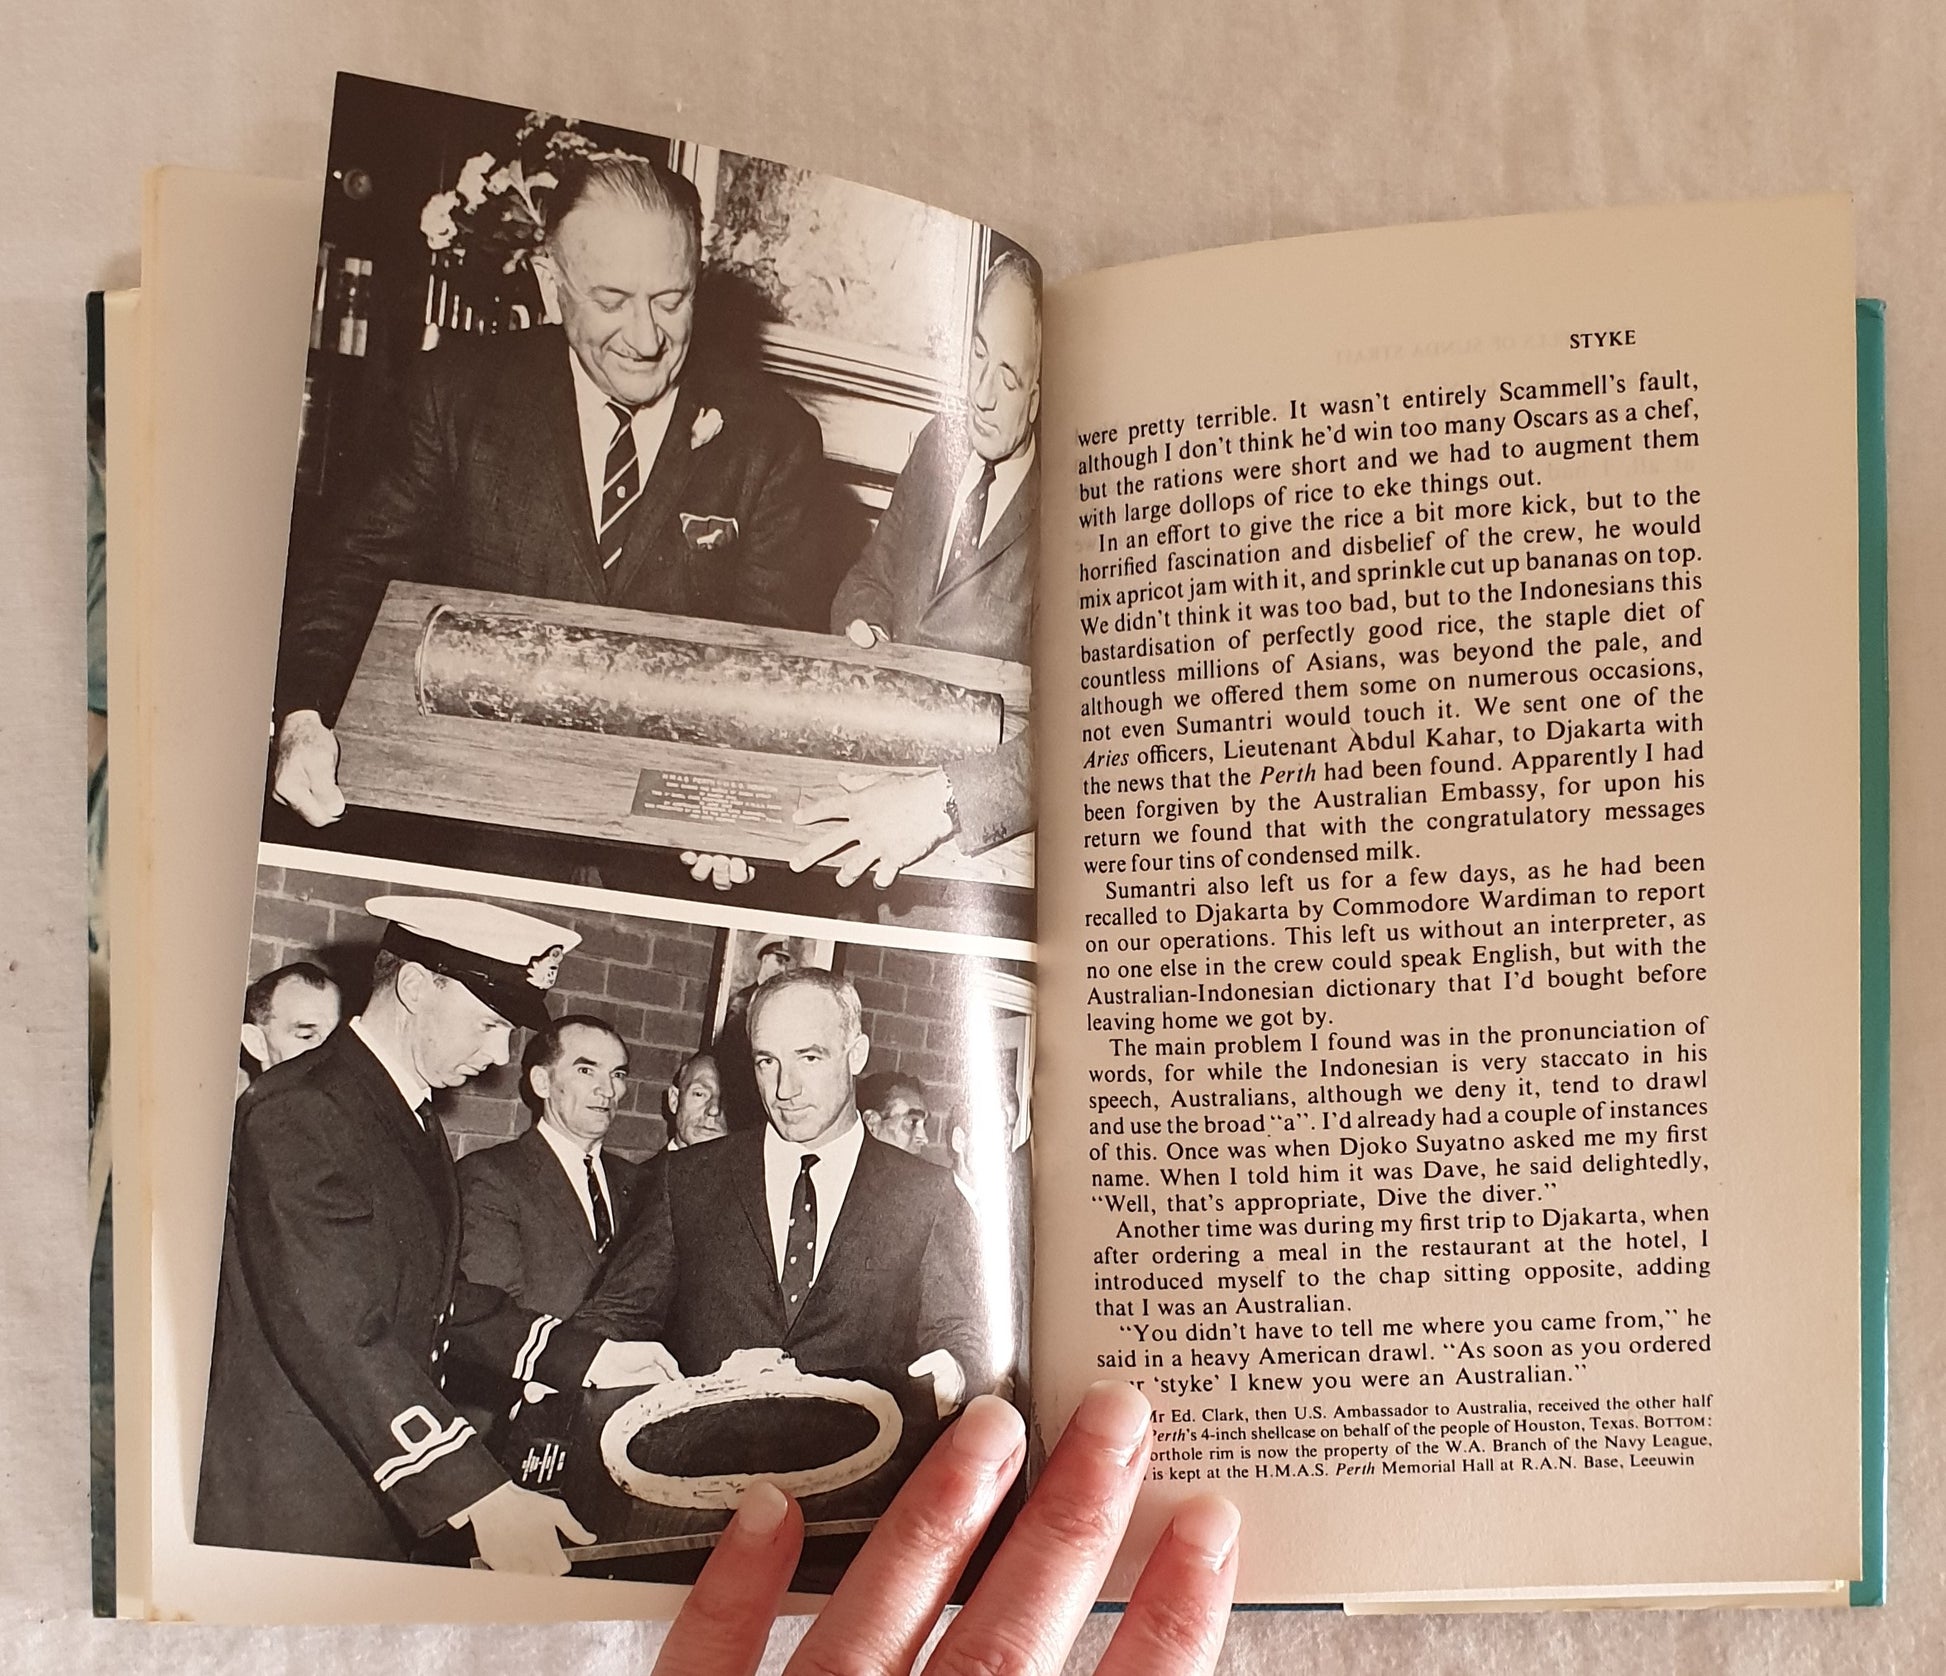 H.M.A.S. PERTH
STYKE
were pretty terrible. It wasn't entirely Scammell's fault,
although I don't think he'd win too many Oscars as a chef,
but the rations were short and we had to augment them
with large dollops of rice to eke things out.
In an effort to give the rice a bit more kick, but to the
horrified fascination and disbelief of the crew, he would
mix apricot jam with it, and sprinkle cut up bananas on top.
We didn't think it was too bad, but to the Indonesians this
bastardisation of perfectly good rice, the staple diet of
countless millions of Asians, was beyond the pale, and
although we offered them some on numerous occasions,
not even Sumantri would touch it. We sent one of the
Aries officers, Lieutenant Abdul Kahar, to Djakarta with
the news that the Perth had been found. Apparently I had
been forgiven by the Australian Embassy, for upon his
return we found that with the congratulatory messages
were four tins of condensed milk.
Sumantri also left us for a few days, as he had been
recalled to Djakarta by Commodore Wardiman to report
on our operations. This left us without an interpreter, as
no one else in the crew could speak English, but with the
Australian-Indonesian dictionary that I'd bought before
leaving home we got by.
The main problem I found was in the pronunciation of
words, for while the Indonesian is very staccato in his
speech, Australians, although we deny it, tend to drawl
and use the broad "a". I'd already had a couple of instances
of this. Once was when Djoko Suyatno asked me my first
name. When I told him it was Dave, he said delightedly,
"Well, that's appropriate, Dive the diver."
Another time was during my first trip to Djakarta, when
after ordering a meal in the restaurant at the hotel, I
introduced myself to the chap sitting opposite, adding
that I was an Australian.
"You didn't have to tell me where you came from," he
said in a heavy American drawl. "As soon as you ordered
'styke' I knew you were an Australian."
Mr Ed. Clark, then U.S. Ambassador to Australia, received the other half
Perth's 4-inch shellcase on behalf of the people of Houston, Texas. BOTTOM:
orthole rim is now the property of the W.A. Branch of the Navy League,
is kept at the H.M.A.S. Perth Memorial Hall at R.A.N. Base, Leeuwin